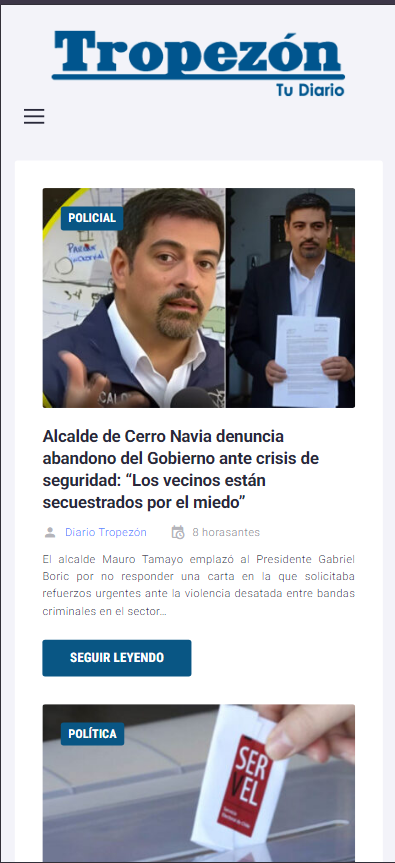 Tropezón
Tu Diario
POLICIAL
Alcalde de Cerro Navia denuncia
abandono del Gobierno ante crisis de
seguridad: “Los vecinos están
secuestrados por el miedo”
Diario Tropezón 8 horasantes
El alcalde Mauro Tamayo emplazó al Presidente Gabriel
Boric por no responder una carta en la que solicitaba
refuerzos urgentes ante la violencia desatada entre bandas
criminales en el sector...
SEGUIR LEYENDO
POLÍTICA
SER
VEL